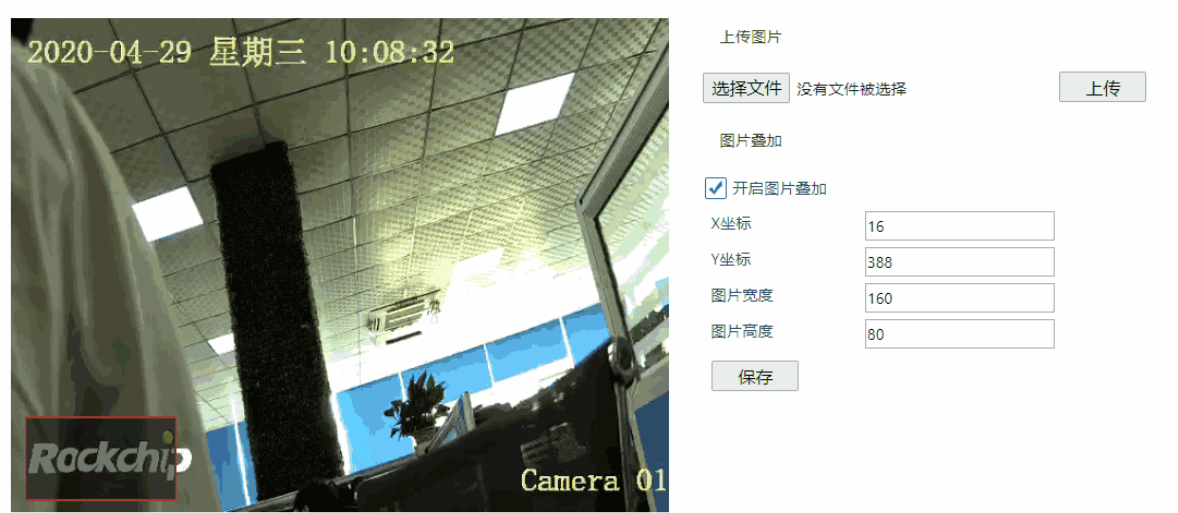 2020-04-29 星期三 10:08:32
Rockchip
Camera 01
上传图片
选择文件 没有文件被选择 上传
图片叠加
开启图片叠加
X坐标 16
Y坐标 388
图片宽度 160
图片高度 80
保存